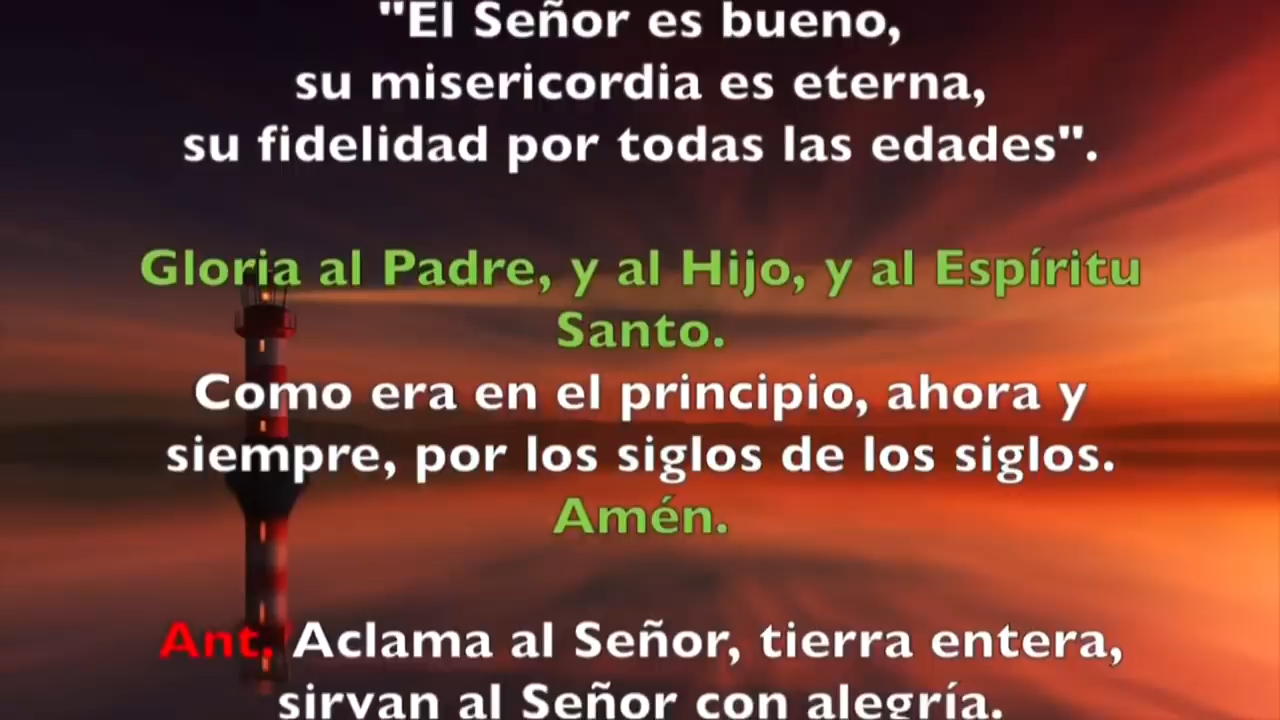 "El Señor es bueno,
su misericordia es eterna,
su fidelidad por todas las edades".
Gloria al Padre, y al Hijo, y al Espíritu
Santo.
Como era en el principio, ahora y
siempre, por los siglos de los siglos.
Amén.
Ant. Aclama al Señor, tierra entera,
sirvan al Señor con alegría.